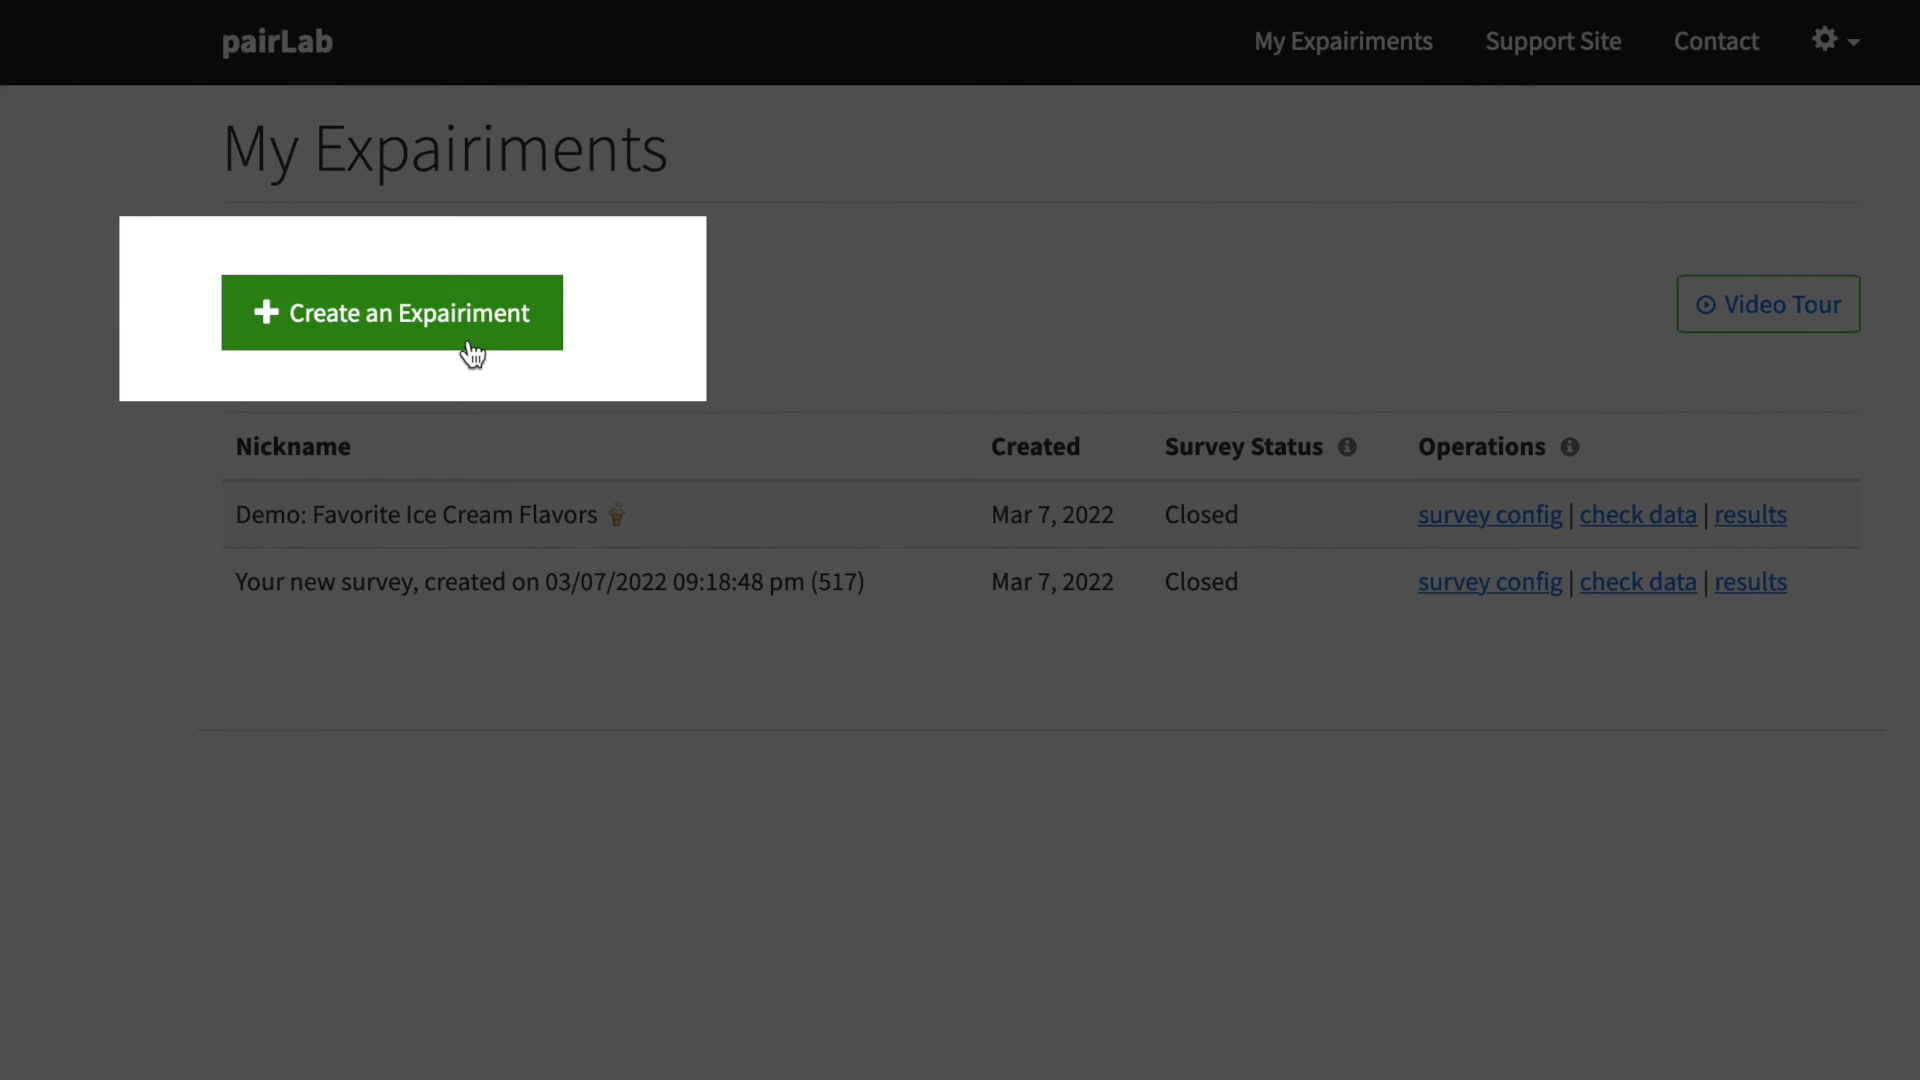 pairLab My Expairiments Support Site Contact
My Expairiments
Create an Expairiment
Video Tour
Nickname Created Survey Status Operations
Demo: Favorite Ice Cream Flavors 🍦 Mar 7, 2022 Closed survey config | check data | results
Your new survey, created on 03/07/2022 09:18:48 pm (517) Mar 7, 2022 Closed survey config | check data | results